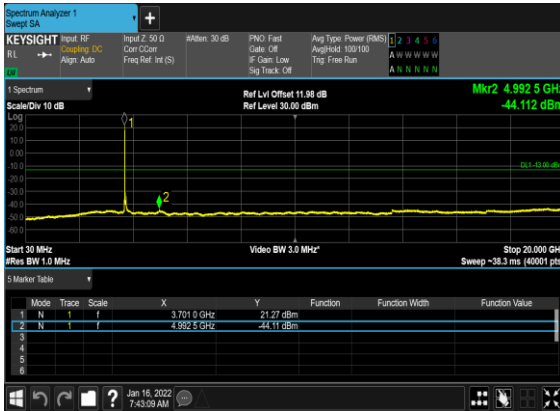 Spectrum Analyzer 1
Swept SA
+
KEYSIGHT Input: RF Input Z: 50 Ω #Atten: 30 dB PNO: Fast Avg Type: Power (RMS) 1 2 3 4 5 6
RL Coupling: DC Corr CCorr Gate: Off Avg|Hold: 100/100 A W W W W W
Align: Auto Freq Ref: Int (S) IF Gain: Low Trig: Free Run
Sig Track: Off A N N N N N
1 Spectrum Ref Lvl Offset 11.98 dB Mkr2 4.992 5 GHz
Scale/Div 10 dB Ref Level 30.00 dBm -44.112 dBm
Log
1
20.0
10.0
0.00
-10.0
DL1 -13.00 dBm
-20.0
-30.0
2
-40.0
-50.0
-60.0
Start 30 MHz Video BW 3.0 MHz* Stop 20.000 GHz
#Res BW 1.0 MHz Sweep ~38.3 ms (40001 pts)
5 Marker Table
Mode Trace Scale X Y Function Function Width Function Value
1 N 1 f 3.701 0 GHz 21.27 dBm
2 N 1 f 4.992 5 GHz -44.11 dBm
3
4
5
6
? Jan 16, 2022
7:43:09 AM